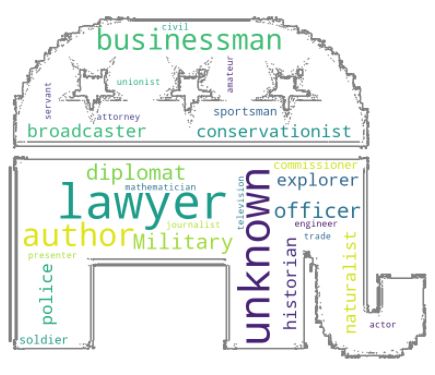 civil
businessman
unionist
amateur
servant
attorney
sportsman
broadcaster
conservationist
diplomat
commissioner
mathematician
explorer
lawyer
unknown
television
officer
journalist
engineer
author
Military
trade
historian
naturalist
presenter
police
actor
soldier